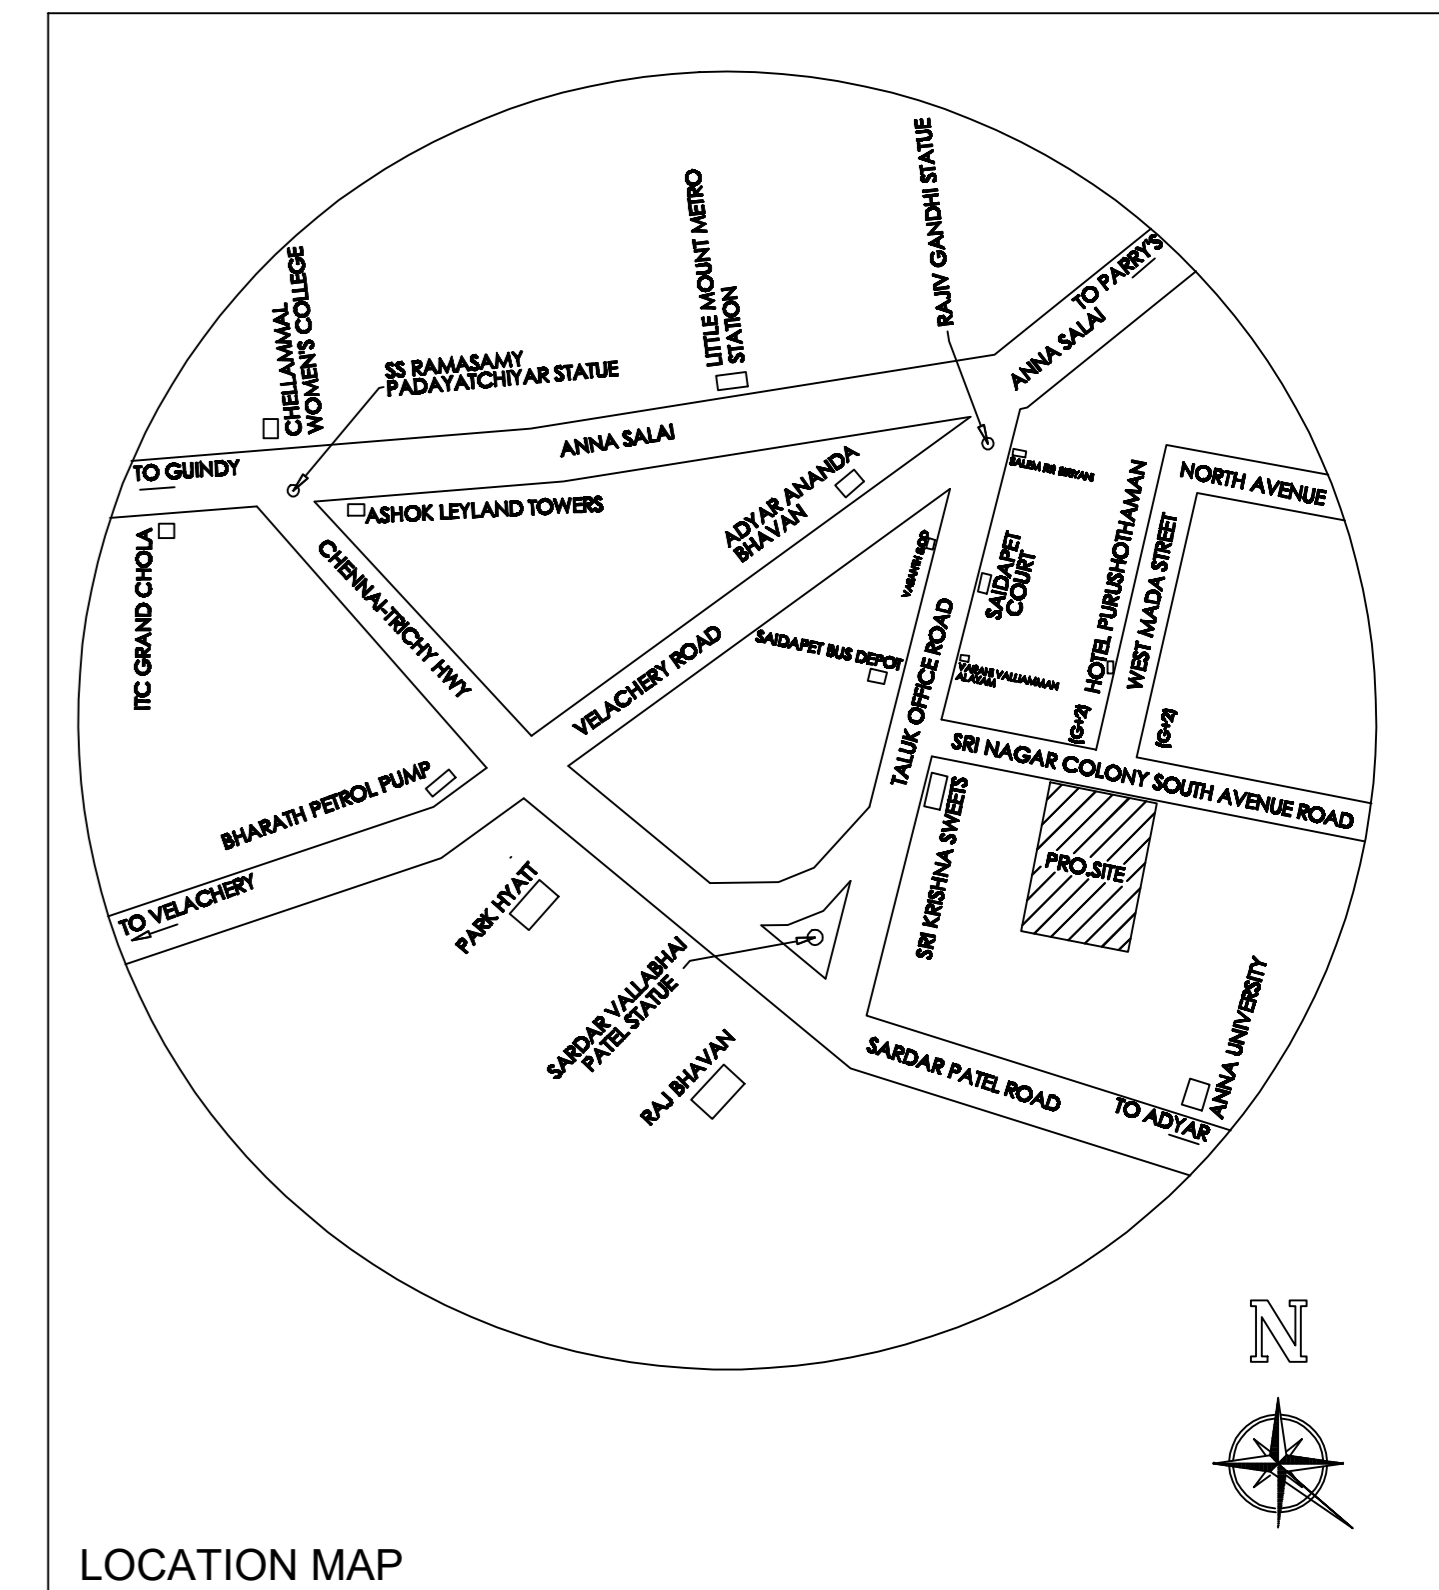 RAJIV GANDHI STATUE
LITTLE MOUNT METRO
STATION
CHELLAMMAL
WOMEN'S COLLEGE
TO PARRY'S
ANNA SALAI
SS RAMASAMY
PADAYATCHIYAR STATUE
ANNA SALAI
TO GUINDY
ASHOK LEYLAND TOWERS
ADYAR ANANDA
BHAVAN
SALEM RR BIRIYANI
NORTH AVENUE
HOTEL PURUSHOTHAMAN
(G+2)
WEST MADA STREET
(G+2)
SAIDAPET
COURT
ITC GRAND CHOLA
CHENNAI-TRICHY HWY
VELACHERY ROAD
SAIDAPET BUS DEPOT
TALUK OFFICE ROAD
ALAYAM
SRI NAGAR COLONY SOUTH AVENUE ROAD
BHARATH PETROL PUMP
SRI KRISHNA SWEETS
PRO.SITE
TO VELACHERY
PARK HYATT
SARDAR VALLABHAI
PATEL STATUE
RAJ BHAVAN
SARDAR PATEL ROAD
TO ADYAR
ANNA UNIVERSITY
N
LOCATION MAP